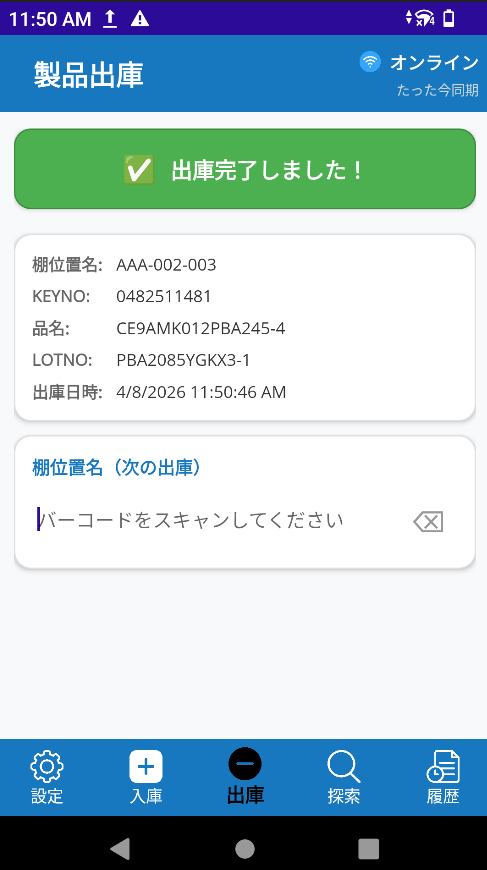 11:50 AM
4
製品出庫
オンライン
たった今同期
出庫完了しました！
棚位置名: AAA-002-003
KEYNO: 0482511481
品名: CE9AMK012PBA245-4
LOTNO: PBA2085YGKX3-1
出庫日時: 4/8/2026 11:50:46 AM
棚位置名（次の出庫）
バーコードをスキャンしてください
設定 入庫 出庫 探索 履歴